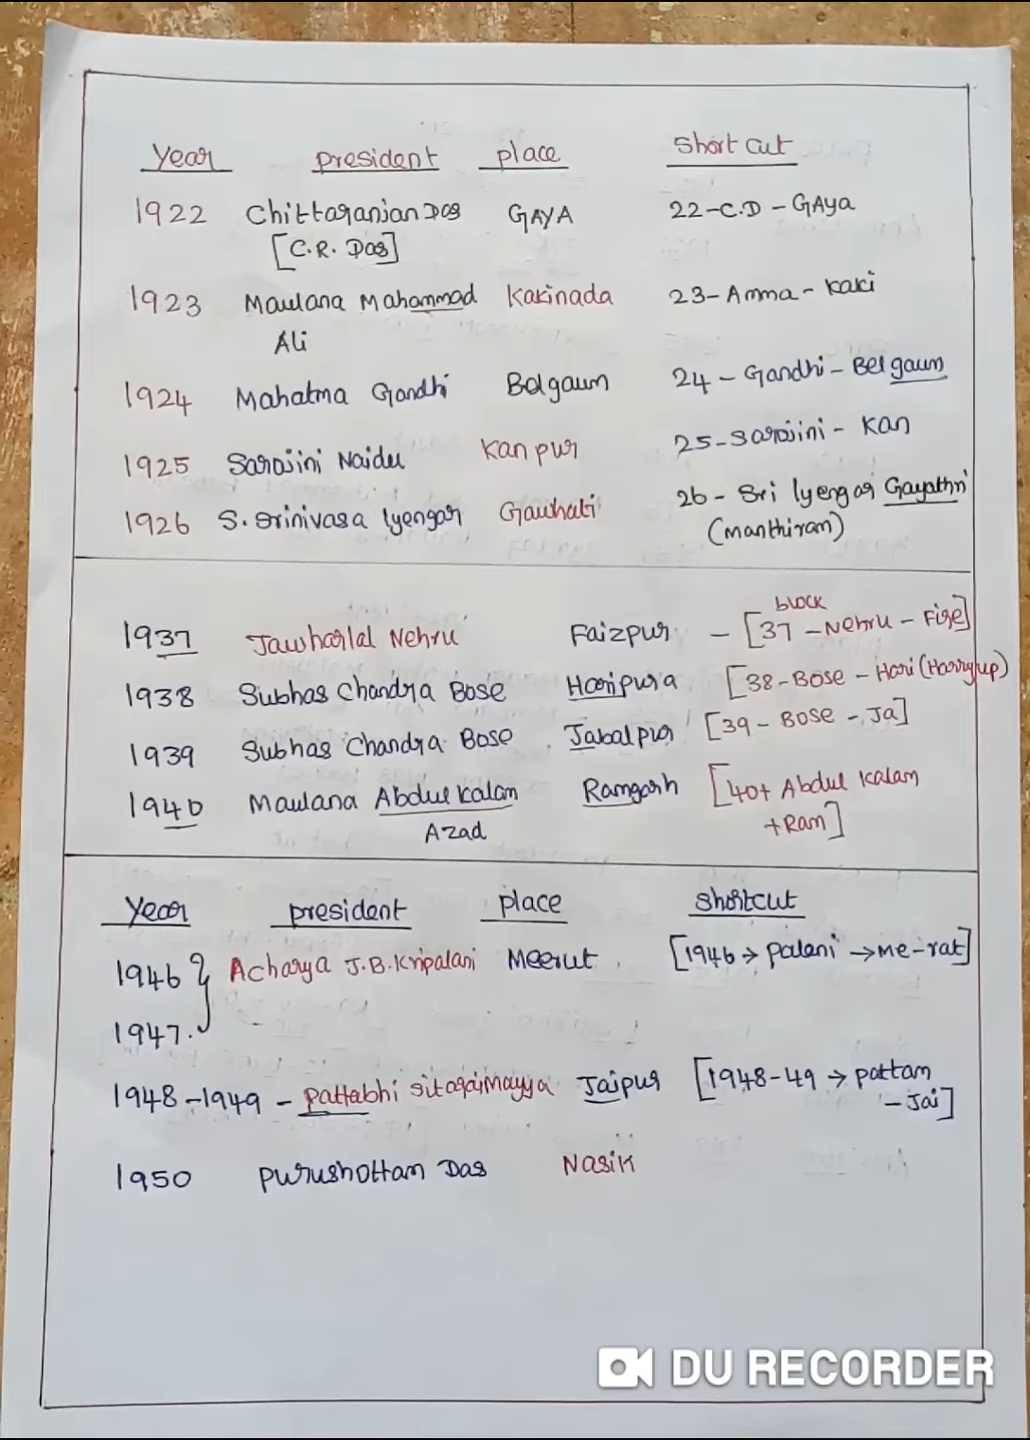 Year president place Short cut
1922 Chittaranjan Das GAYA 22-C.D - GAya
[C.R. Das]
1923 Maulana Mahammad Kakinada 23-Amma-kaki
Ali
1924 Mahatma Gandhi Belgaum 24 - Gandhi- Belgaum
1925 Sarojini Naidu Kanpur 25-Sarojini- Kan
1926 S. Srinivasa Iyengar Gauhati 26 - Sri Iyengar Gayathri
(Manthiram)
block
1937 Jawharlal Nehru Faizpur - [37 -Nehru - Fire]
1938 Subhas Chandra Bose Haripura [38-Bose - Hari (Harryup)
1939 Subhas Chandra Bose Jabalpur [39 - Bose - Ja]
1940 Maulana Abdul kalam Ramgarh [40+ Abdul Kalam
Azad +Ram]
Year president place Shortcut
1946 } Acharya J.B.Kripalani Meerut [1946 → palani → me-rat]
1947
1948-1949 - Pattabhi Sitaraimayya Jaipur [1948-49 → pattam
- Jai]
1950 Purushottam Das Nasik
DU RECORDER